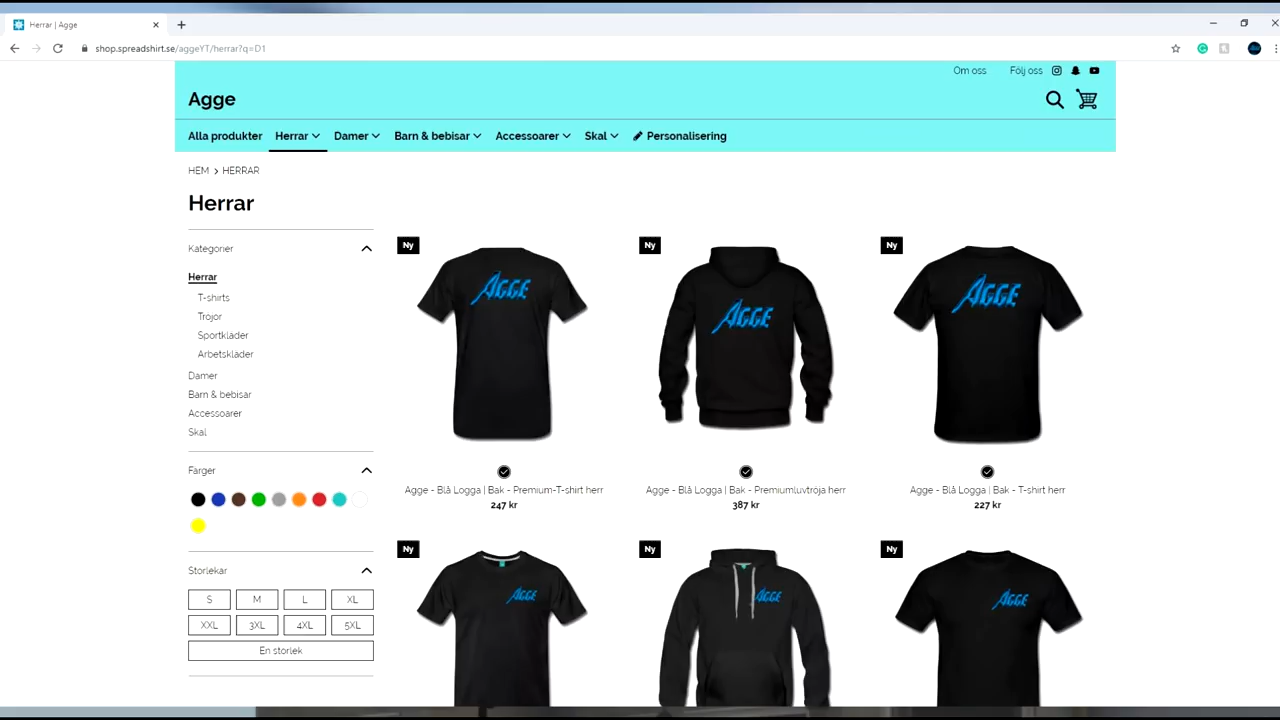 Herrar | Agge
shop.spreadshirt.se/aggeYT/herrar?q=D1
Om oss Följ oss
Agge
Alla produkter Herrar Damer Barn & bebisar Accessoarer Skal Personalisering
HEM > HERRAR
Herrar
Kategorier
Herrar
T-shirts
Tröjor
Sportkläder
Arbetskläder
Damer
Barn & bebisar
Accessoarer
Skal
Färger
Storlekar
S M L XL
XXL 3XL 4XL 5XL
En storlek
Ny Ny Ny
AGGE AGGE AGGE
Agge - Blå Logga | Bak - Premium-T-shirt herr
247 kr
Agge - Blå Logga | Bak - Premiumluvtröja herr
387 kr
Agge - Blå Logga | Bak - T-shirt herr
227 kr
Ny Ny Ny
AGGE AGGE AGGE